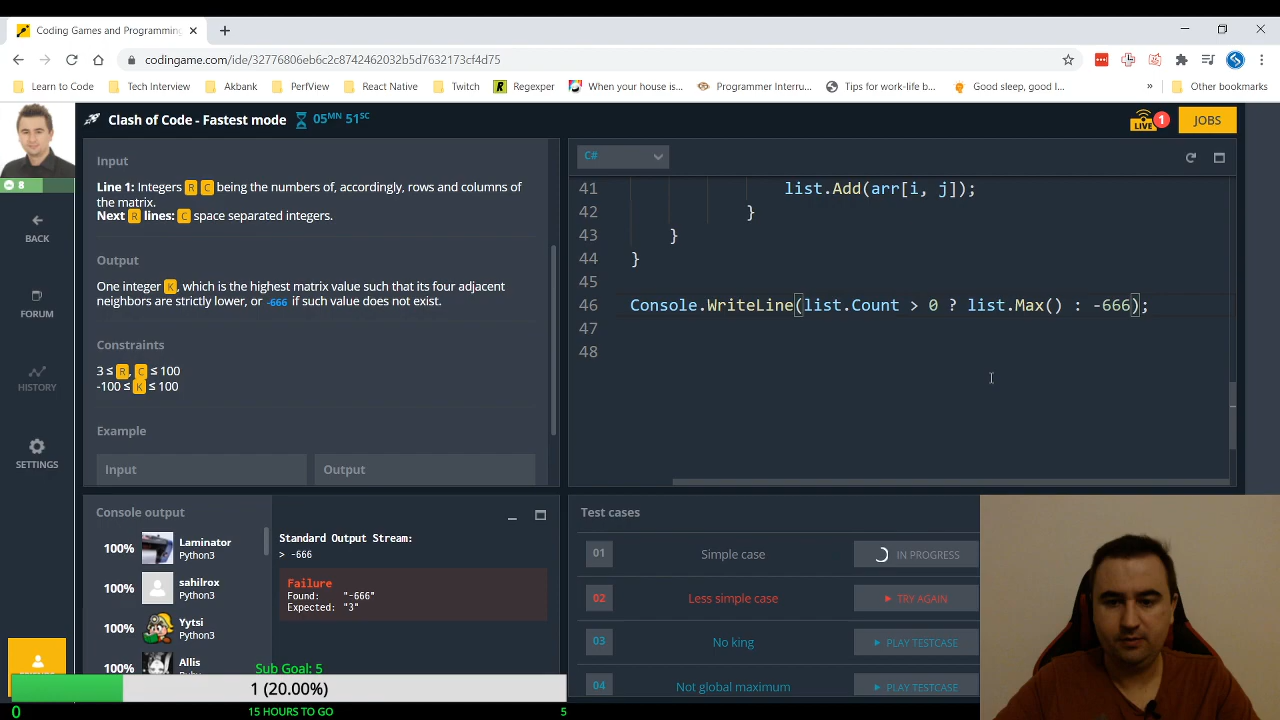 Coding Games and Programming
codingame.com/ide/32776806eb6c2c8742462032b5d7632173cf4d75
Learn to Code
Tech Interview
Akbank
PerfView
React Native
Twitch
Regexper
When your house is...
Programmer Interru...
Tips for work-life b...
Good sleep, good l...
»
Other bookmarks
Clash of Code - Fastest mode
05MN 51SC
LIVE
1
JOBS
8
BACK
FORUM
HISTORY
SETTINGS
Input
Line 1: Integers R C being the numbers of, accordingly, rows and columns of
the matrix.
Next R lines: C space separated integers.
Output
One integer K, which is the highest matrix value such that its four adjacent
neighbors are strictly lower, or -666 if such value does not exist.
Constraints
3 ≤ R, C ≤ 100
-100 ≤ K ≤ 100
Example
Input
Output
C#
41 list.Add(arr[i, j]);
42 }
43 }
44 }
45
46 Console.WriteLine(list.Count > 0 ? list.Max() : -666);
47
48
Console output
100% Laminator
Python3
100% sahilrox
Python3
100% Yytsi
Python3
100% Allis
Standard Output Stream:
> -666
Failure
Found: "-666"
Expected: "3"
Test cases
01 Simple case IN PROGRESS
02 Less simple case TRY AGAIN
03 No king PLAY TESTCASE
04 Not global maximum PLAY TESTCASE
Sub Goal: 5
1 (20.00%)
0
15 HOURS TO GO
5